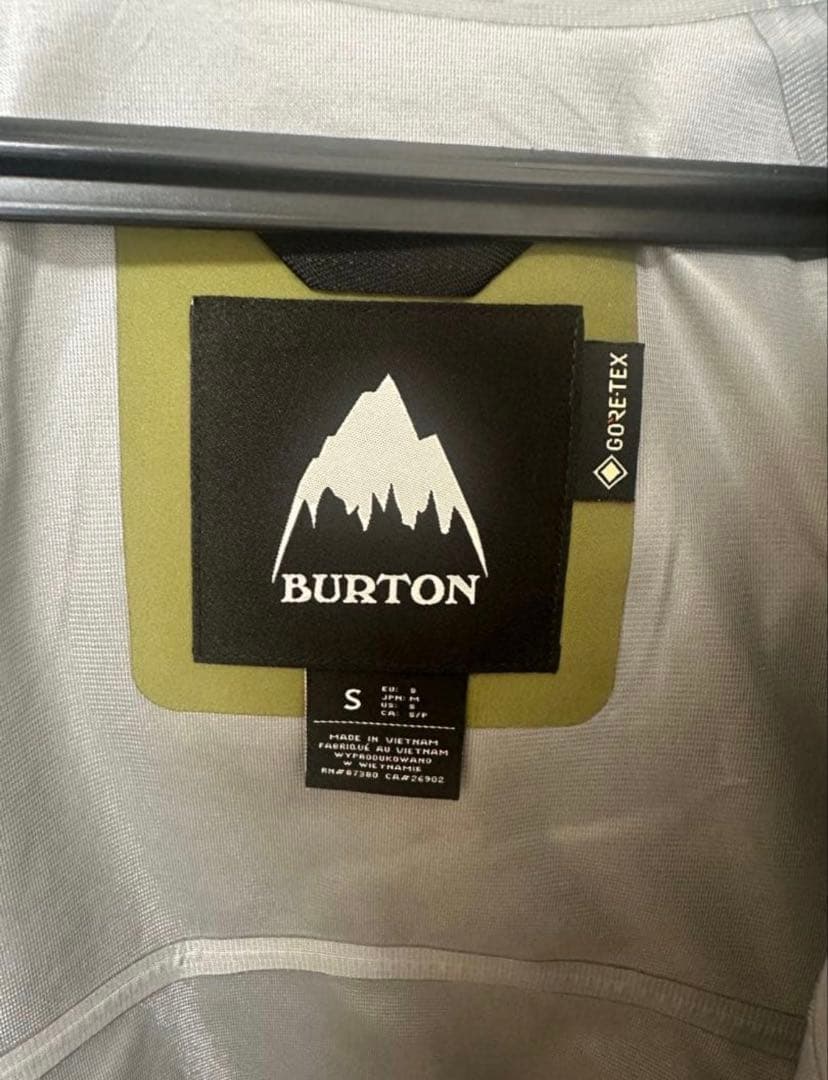 GORE-TEX
BURTON
S
EU: S
JPN: M
US: S
CA: S/P
MADE IN VIETNAM
FABRIQUÉ AU VIETNAM
WYPRODUKOWANO
W WIETNAMIE
RN#87380 CA#26902